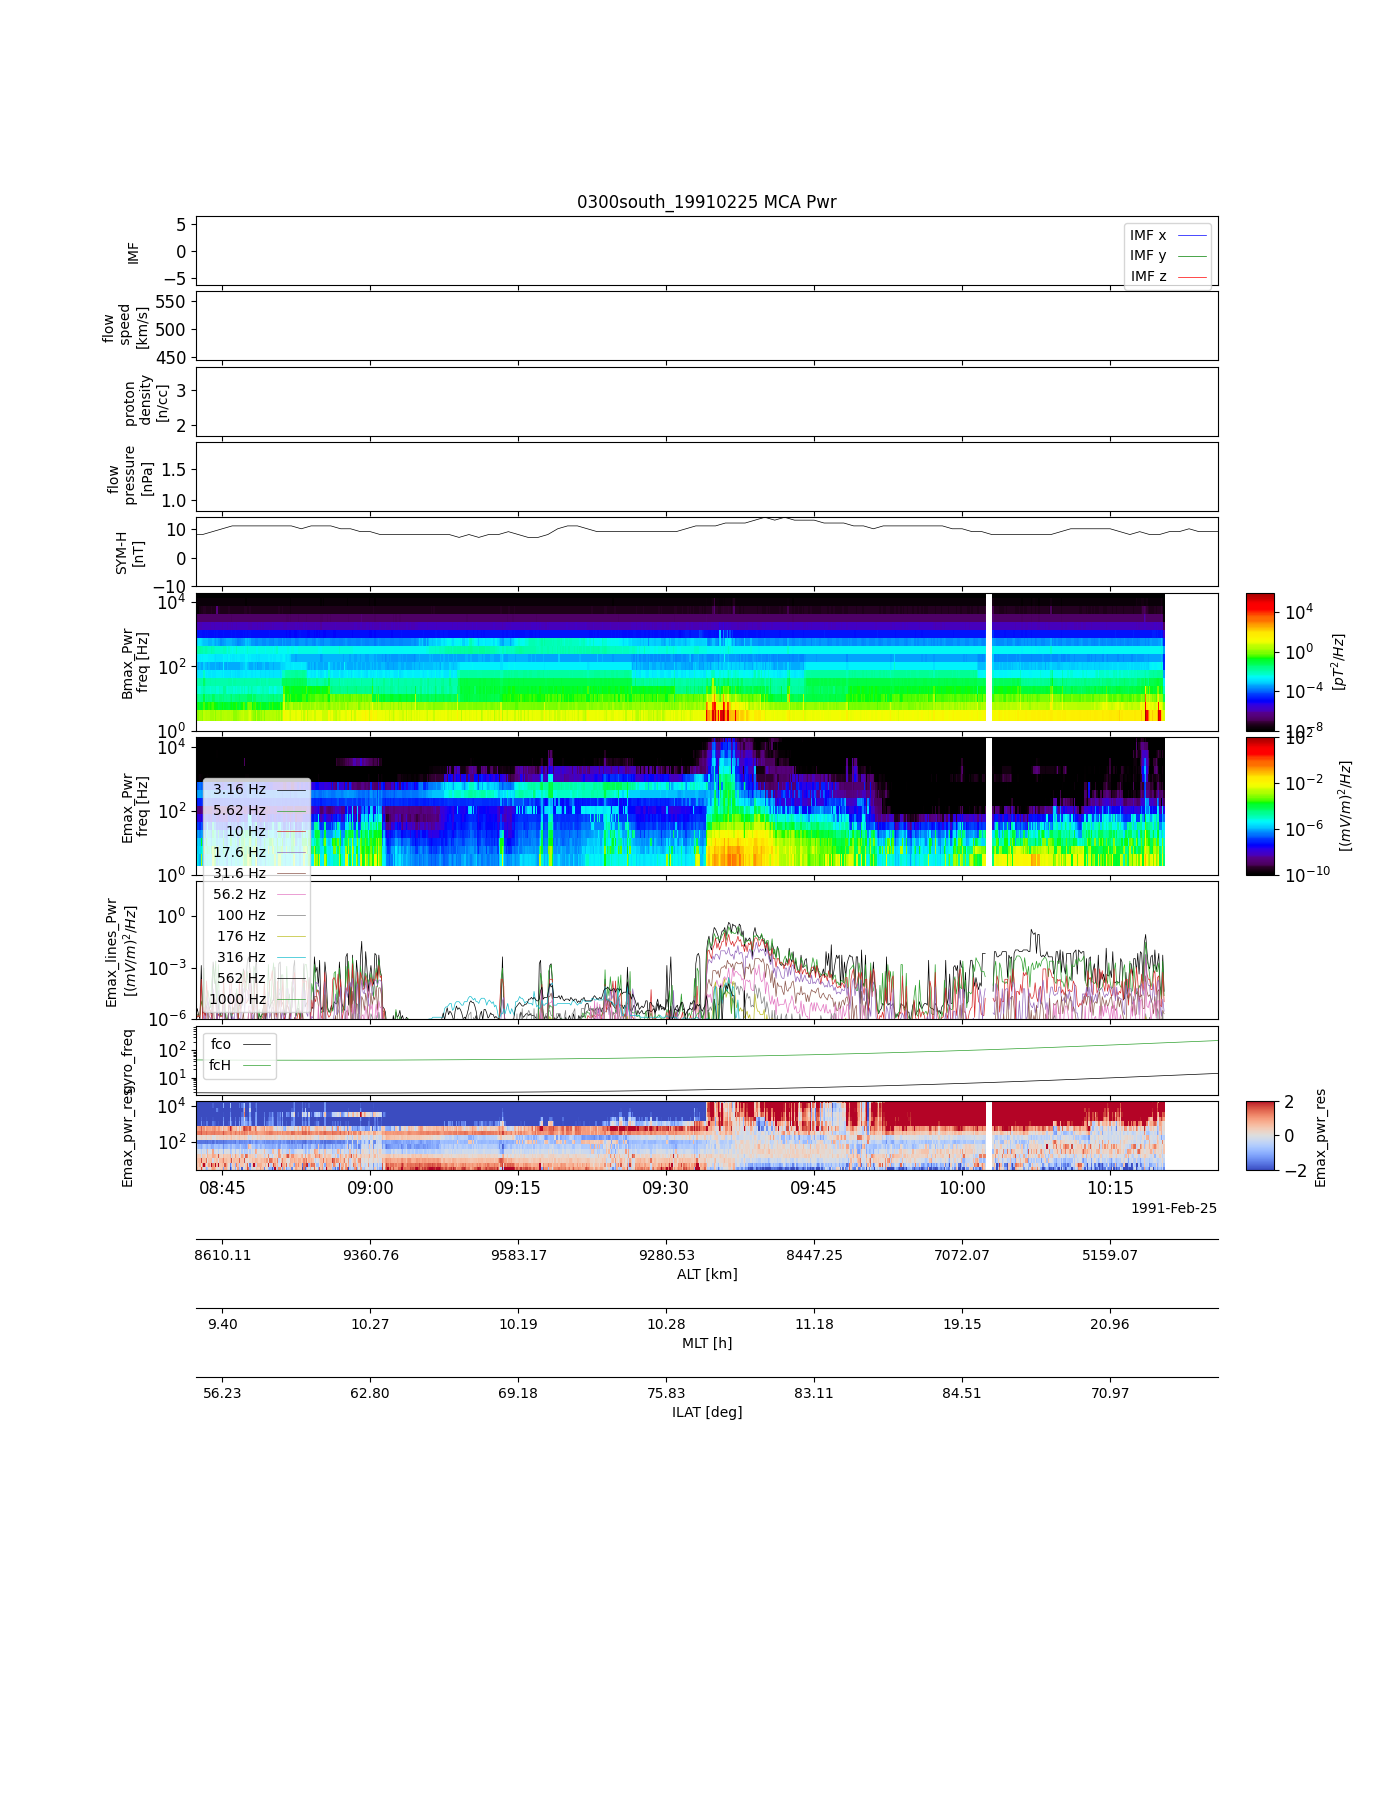 0300south_19910225 MCA Pwr
5
0
−5
IMF
IMF x
IMF y
IMF z
550
500
450
flow
speed
[km/s]
3
2
proton
density
[n/cc]
1.5
1.0
flow
pressure
[nPa]
10
0
−10
SYM-H
[nT]
10^4
10^2
10^0
Bmax_Pwr
freq [Hz]
10^4
10^0
10^−4
10^−8
[pT^2/Hz]
10^4
10^2
10^0
Emax_Pwr
freq [Hz]
10^2
10^−2
10^−6
10^−10
[(mV/m)^2/Hz]
3.16 Hz
5.62 Hz
10 Hz
17.6 Hz
31.6 Hz
56.2 Hz
100 Hz
176 Hz
316 Hz
562 Hz
1000 Hz
10^0
10^−3
10^−6
Emax_lines_Pwr
[(mV/m)^2/Hz]
10^2
10^1
gyro_freq
fco
fcH
10^4
10^2
Emax_pwr_res
2
0
−2
Emax_pwr_res
08:45 09:00 09:15 09:30 09:45 10:00 10:15
1991-Feb-25
8610.11 9360.76 9583.17 9280.53 8447.25 7072.07 5159.07
ALT [km]
9.40 10.27 10.19 10.28 11.18 19.15 20.96
MLT [h]
56.23 62.80 69.18 75.83 83.11 84.51 70.97
ILAT [deg]